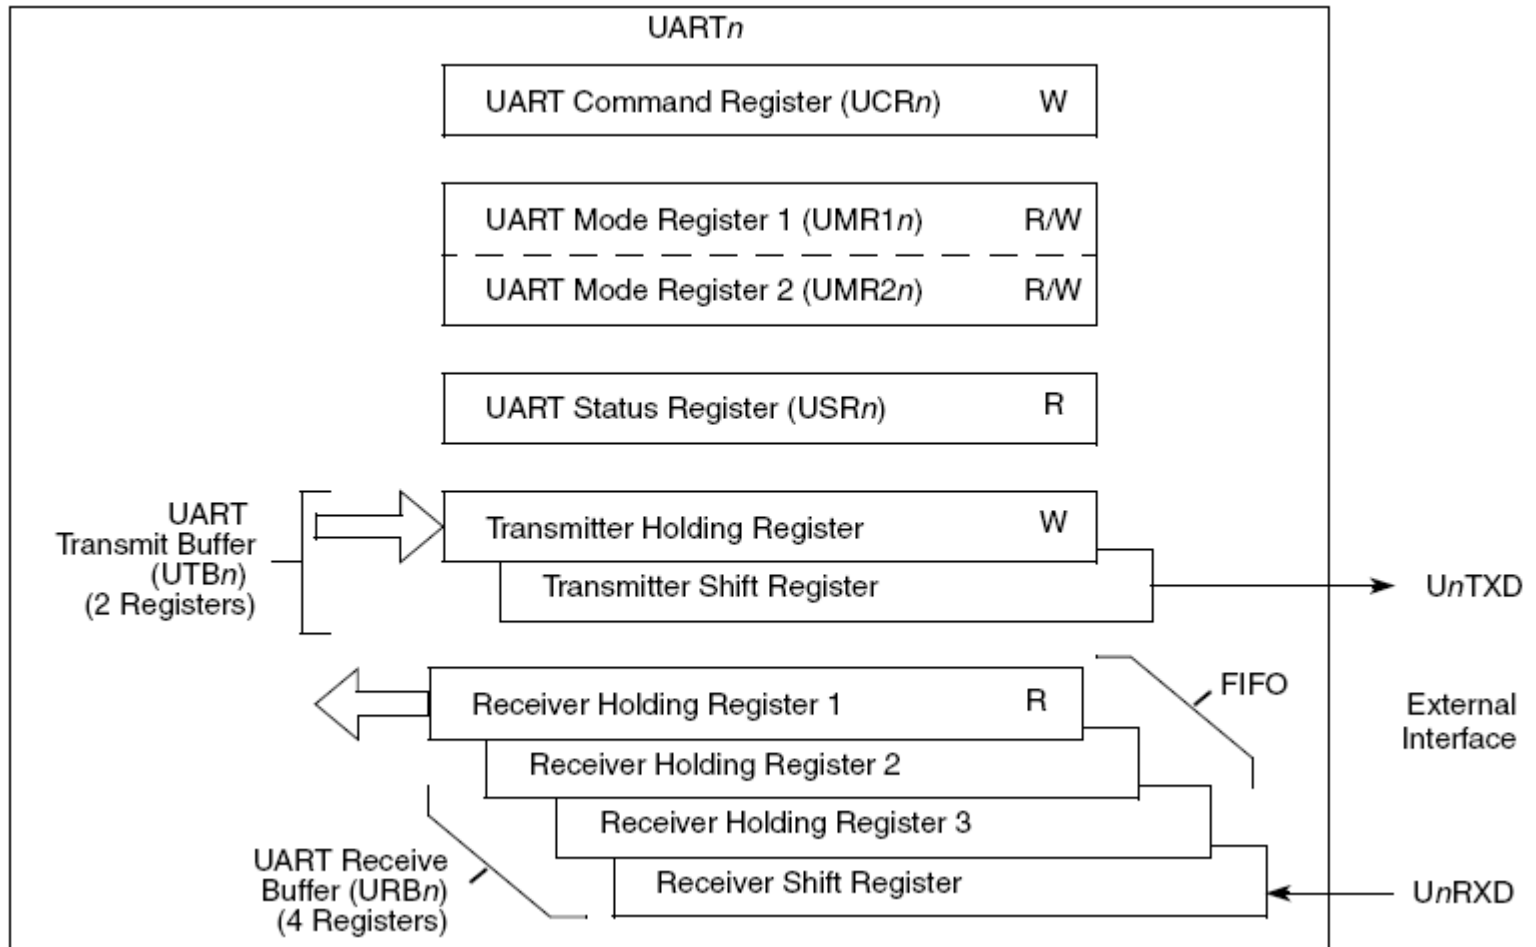 UARTn
UART Command Register (UCRn) W
UART Mode Register 1 (UMR1n) R/W
UART Mode Register 2 (UMR2n) R/W
UART Status Register (USRn) R
UART
Transmit Buffer
(UTBn)
(2 Registers)
Transmitter Holding Register W
Transmitter Shift Register
UnTXD
Receiver Holding Register 1 R
Receiver Holding Register 2
Receiver Holding Register 3
Receiver Shift Register
FIFO
External
Interface
UART Receive
Buffer (URBn)
(4 Registers)
UnRXD